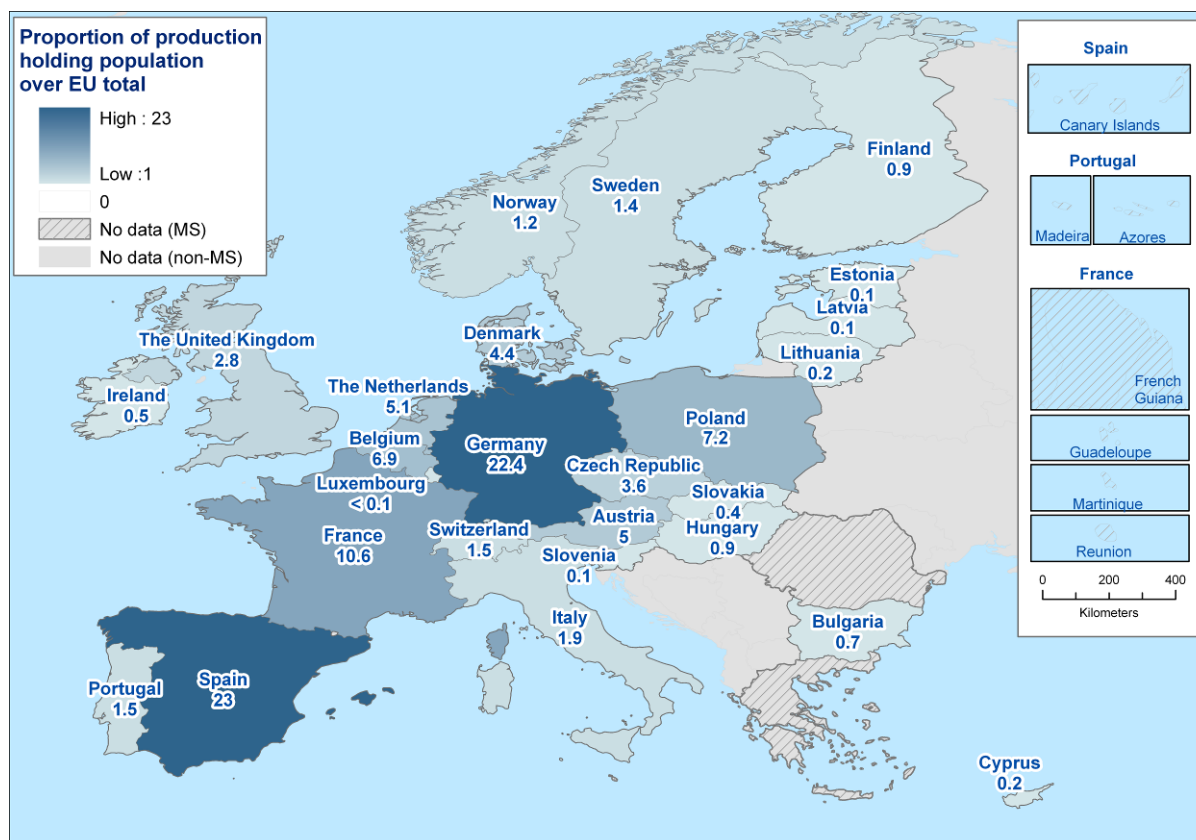 Proportion of production
holding population
over EU total
High : 23
Low :1
0
No data (MS)
No data (non-MS)
Finland
0.9
Sweden
1.4
Norway
1.2
Estonia
0.1
Latvia
0.1
Lithuania
0.2
Denmark
4.4
The United Kingdom
2.8
Ireland
0.5
The Netherlands
5.1
Belgium
6.9
Luxembourg
< 0.1
Germany
22.4
Poland
7.2
Czech Republic
3.6
Slovakia
0.4
Austria
5
Hungary
0.9
Switzerland
1.5
Slovenia
0.1
France
10.6
Italy
1.9
Bulgaria
0.7
Portugal
1.5
Spain
23
Cyprus
0.2
Spain
Canary Islands
Portugal
Madeira
Azores
France
French
Guiana
Guadeloupe
Martinique
Reunion
0 200 400
Kilometers